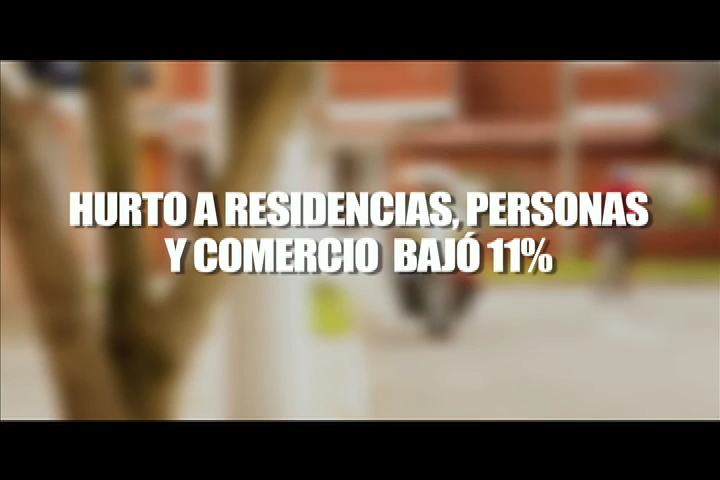 HURTO A RESIDENCIAS, PERSONAS
Y COMERCIO BAJÓ 11%